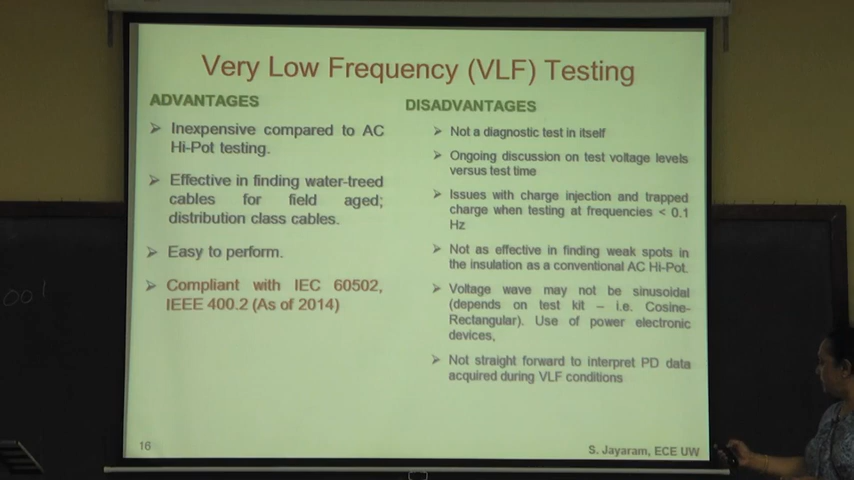 Very Low Frequency (VLF) Testing
ADVANTAGES
➢ Inexpensive compared to AC
Hi-Pot testing.
➢ Effective in finding water-treed
cables for field aged;
distribution class cables.
➢ Easy to perform.
➢ Compliant with IEC 60502,
IEEE 400.2 (As of 2014)
DISADVANTAGES
➢ Not a diagnostic test in itself
➢ Ongoing discussion on test voltage levels
versus test time
➢ Issues with charge injection and trapped
charge when testing at frequencies < 0.1
Hz
➢ Not as effective in finding weak spots in
the insulation as a conventional AC Hi-Pot.
➢ Voltage wave may not be sinusoidal
(depends on test kit – i.e. Cosine-
Rectangular). Use of power electronic
devices,
➢ Not straight forward to interpret PD data
acquired during VLF conditions
16
S. Jayaram, ECE UW